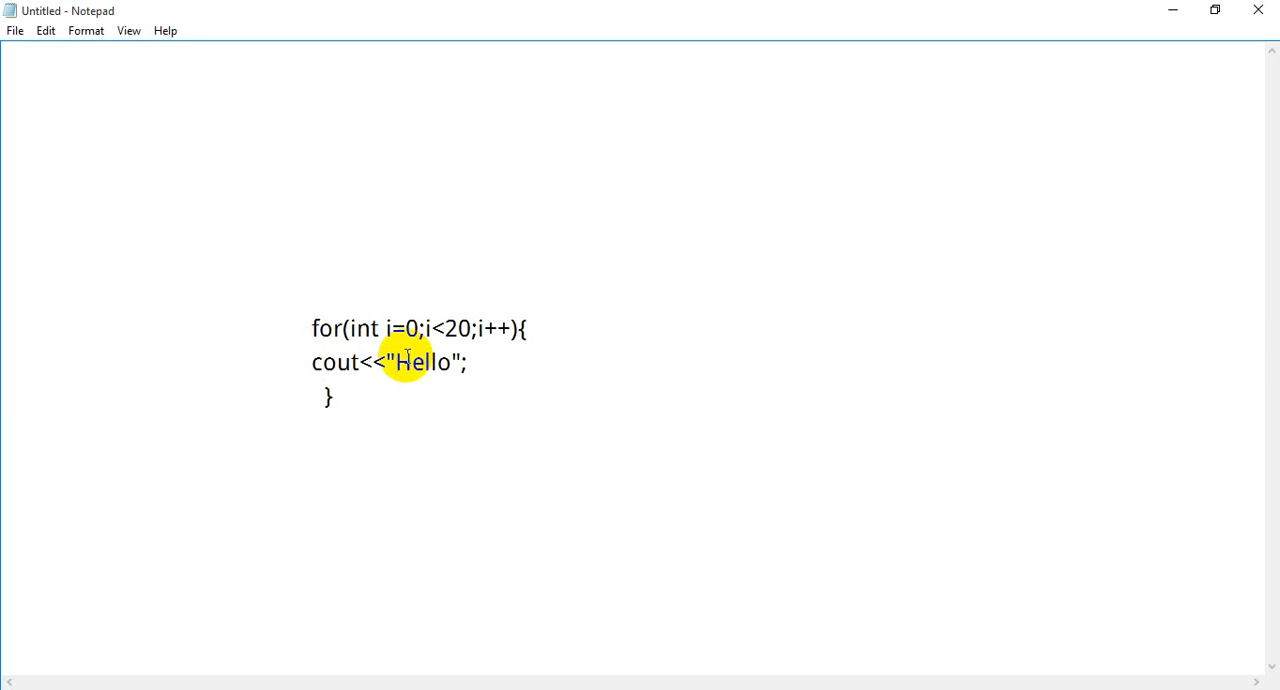 Untitled - Notepad
File Edit Format View Help
for(int i=0;i<20;i++){
cout<<"Hello";
}